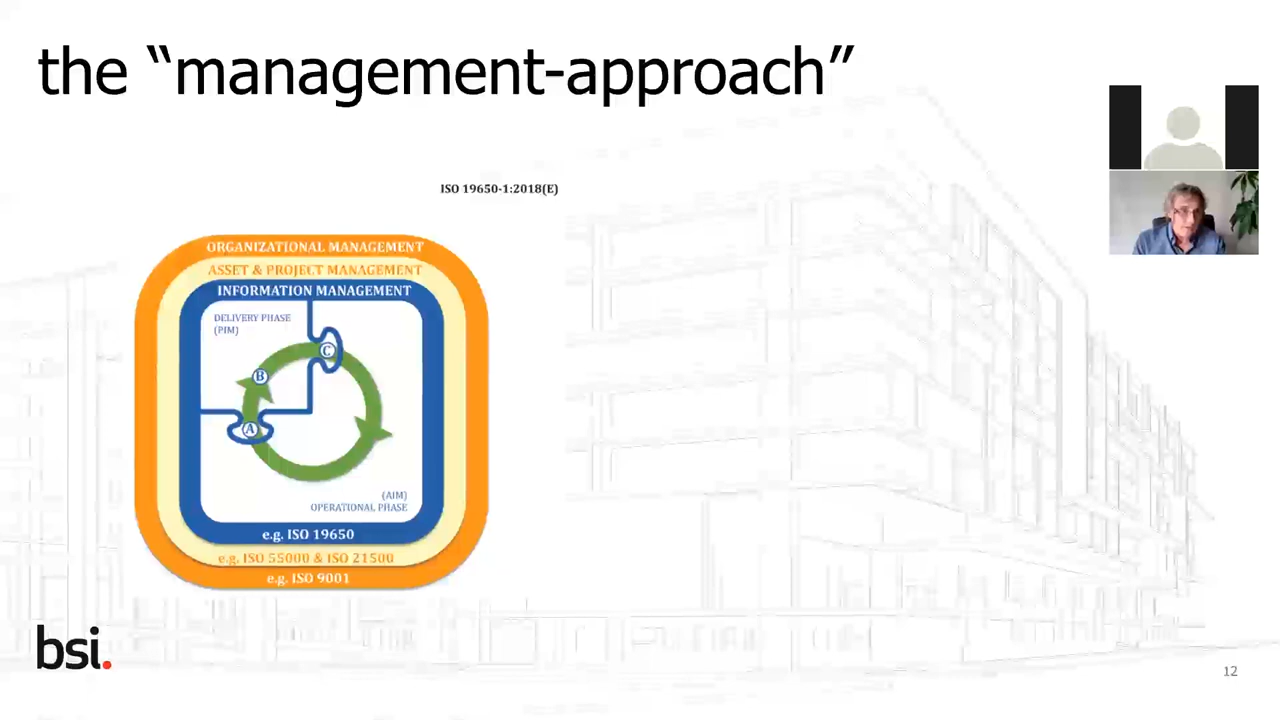 the “management-approach”
ISO 19650-1:2018(E)
ORGANIZATIONAL MANAGEMENT
ASSET & PROJECT MANAGEMENT
INFORMATION MANAGEMENT
DELIVERY PHASE
(PIM)
C
B
A
(AIM)
OPERATIONAL PHASE
e.g. ISO 19650
e.g. ISO 55000 & ISO 21500
e.g. ISO 9001
bsi.
12